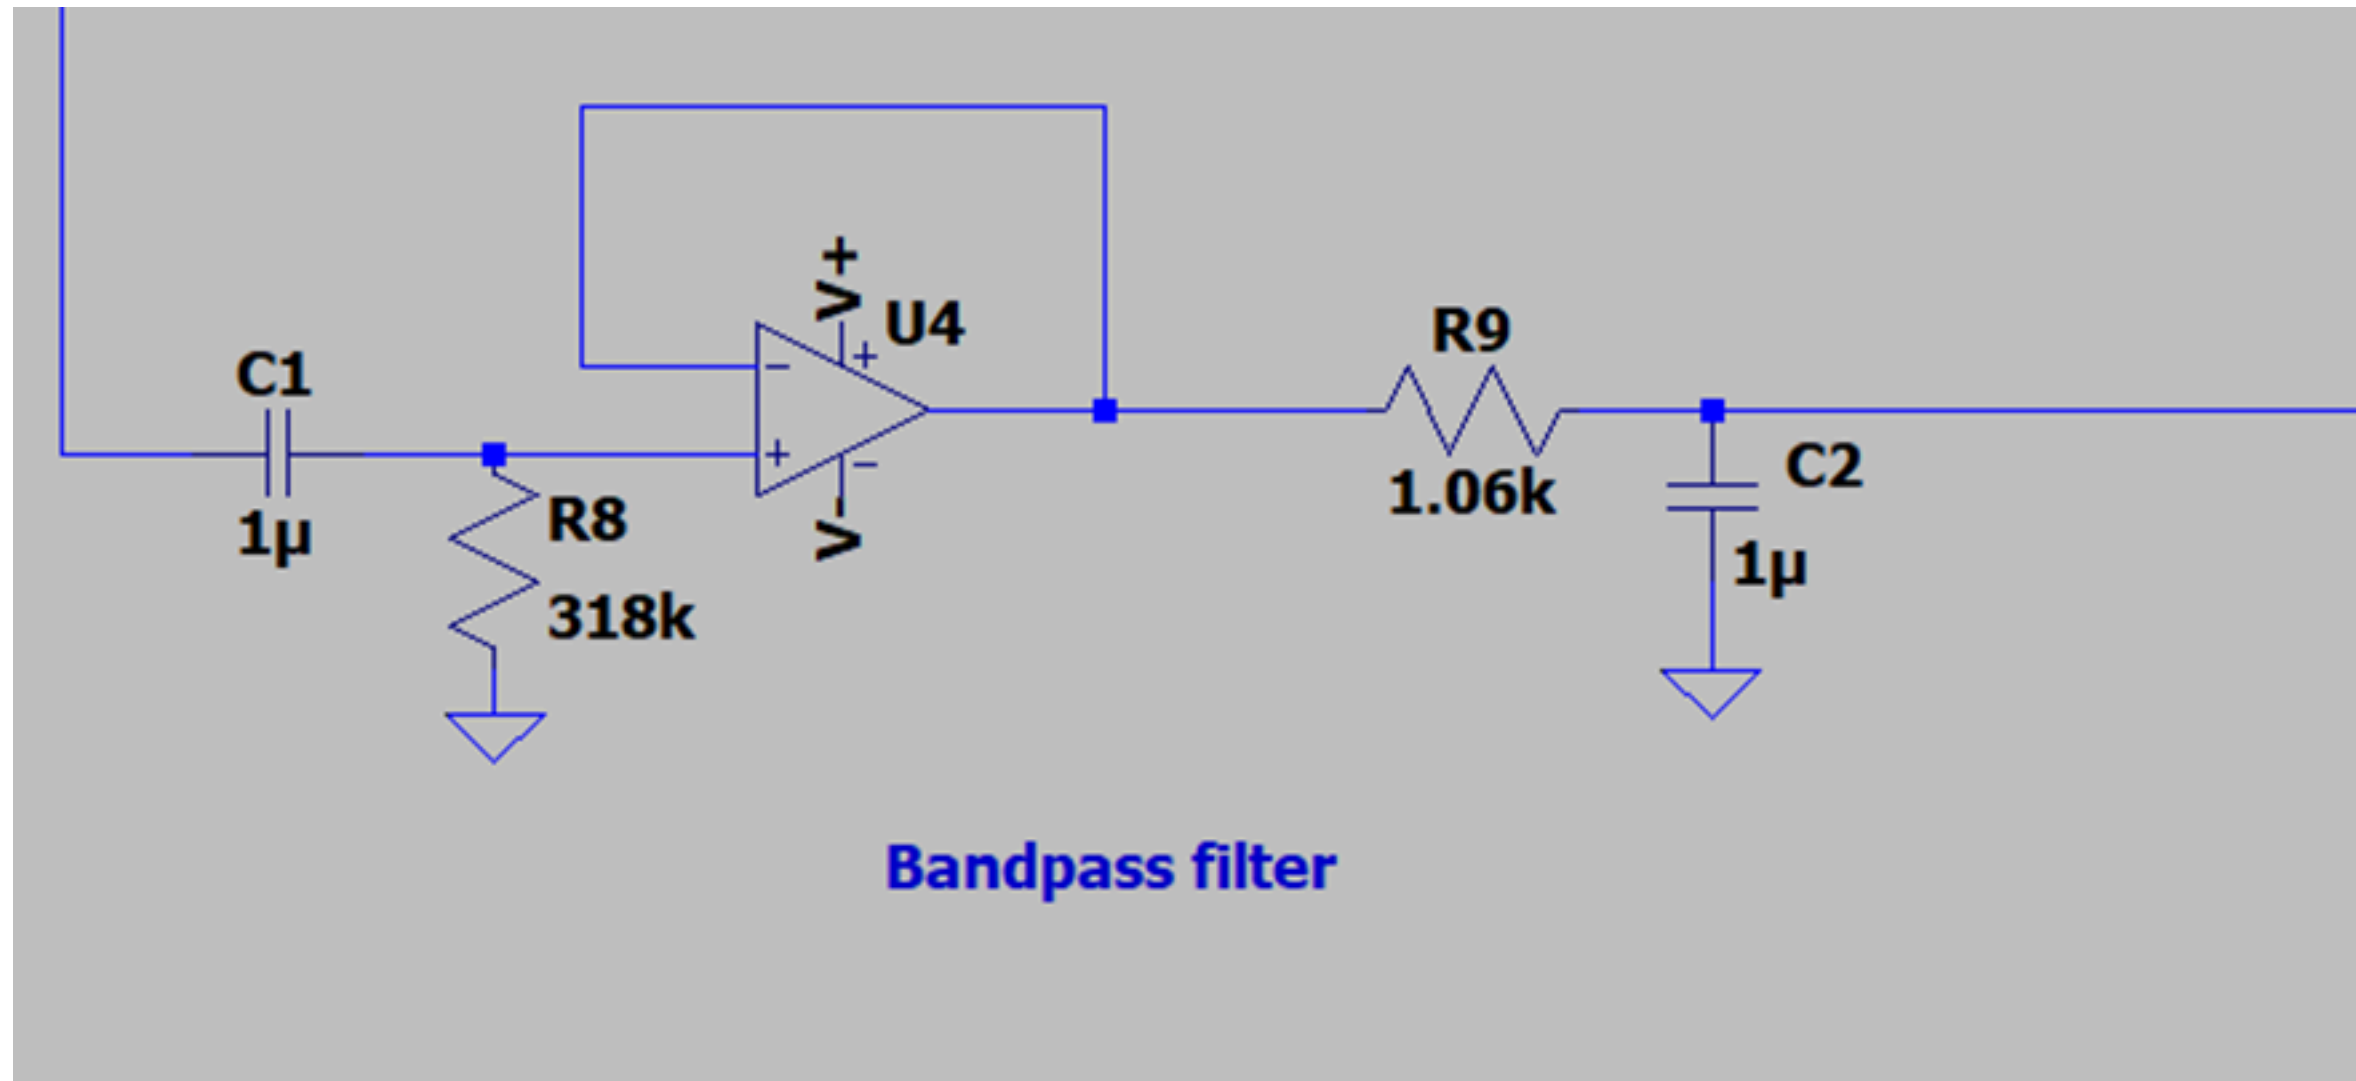 V+
U4
R9
C1
C2
1.06k
R8
1µ
V-
1µ
318k
Bandpass filter